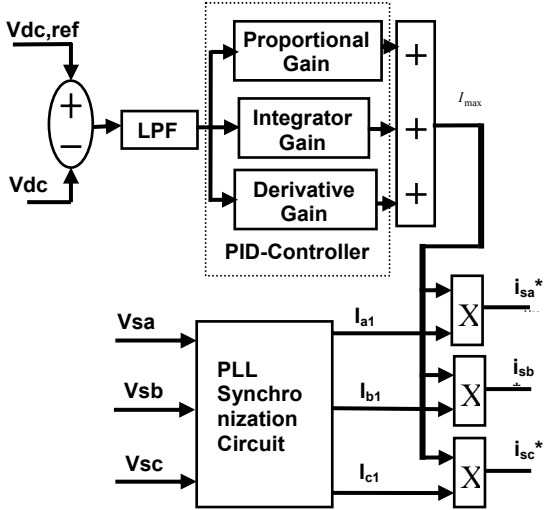 Vdc,ref
+
−
Vdc
LPF
Proportional
Gain
Integrator
Gain
Derivative
Gain
PID-Controller
+
+
+
Imax
Vsa
Vsb
Vsc
PLL
Synchro
nization
Circuit
Ia1
Ib1
Ic1
X
X
X
isa*
isb
*
isc*